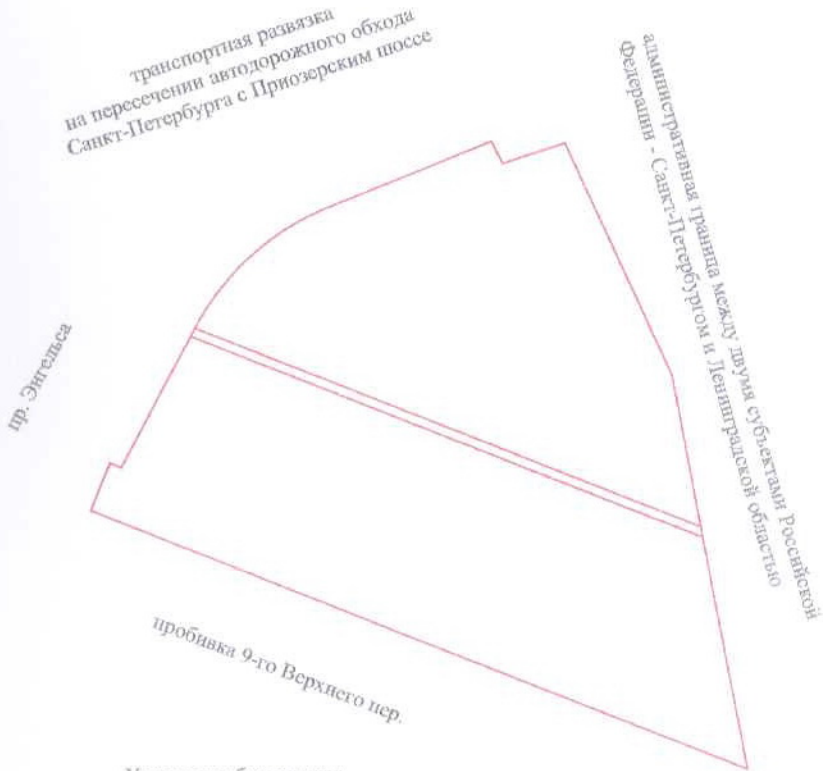 транспортная развязка
на пересечении автодорожного обхода
Санкт-Петербурга с Приозерским шоссе
административная граница между двумя субъектами Российской
Федерации - Санкт-Петербургом и Ленинградской областью
пр. Энгельса
пробивка 9-го Верхнего пер.